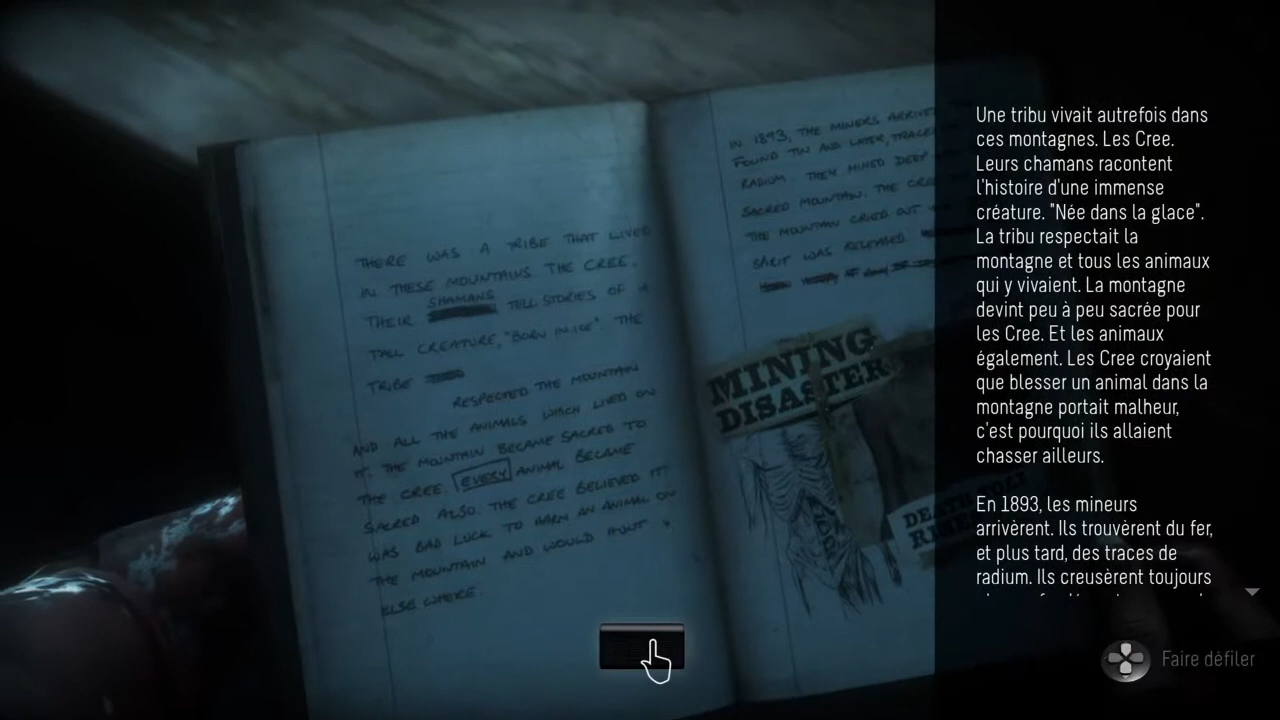 THERE WAS A TRIBE THAT LIVED
IN THESE MOUNTAINS. THE CREE.
SHAMANS
THEIR TELL STORIES OF A
TALL CREATURE, "BORN IN ICE". THE
TRIBE
RESPECTED THE MOUNTAIN
AND ALL THE ANIMALS WHICH LIVED ON
IT. THE MOUNTAIN BECAME SACRED TO
THE CREE. EVERY ANIMAL BECAME
SACRED ALSO. THE CREE BELIEVED IT
WAS BAD LUCK TO HARM AN ANIMAL ON
THE MOUNTAIN AND WOULD HUNT
ELSE WHERE.
IN 1893, THE MINERS ARRIVED
FOUND TIN AND LATER, TRACE
RADIUM. THEY MINED DEEP
SACRED MOUNTAIN. THE CREE
THE MOUNTAIN CRIED OUT
SPIRIT WAS RELEASED.
MINING
DISASTER
DEATH TOLL
Une tribu vivait autrefois dans
ces montagnes. Les Cree.
Leurs chamans racontent
l'histoire d'une immense
créature. "Née dans la glace".
La tribu respectait la
montagne et tous les animaux
qui y vivaient. La montagne
devint peu à peu sacrée pour
les Cree. Et les animaux
également. Les Cree croyaient
que blesser un animal dans la
montagne portait malheur,
c'est pourquoi ils allaient
chasser ailleurs.
En 1893, les mineurs
arrivèrent. Ils trouvèrent du fer,
et plus tard, des traces de
radium. Ils creusèrent toujours
Faire défiler